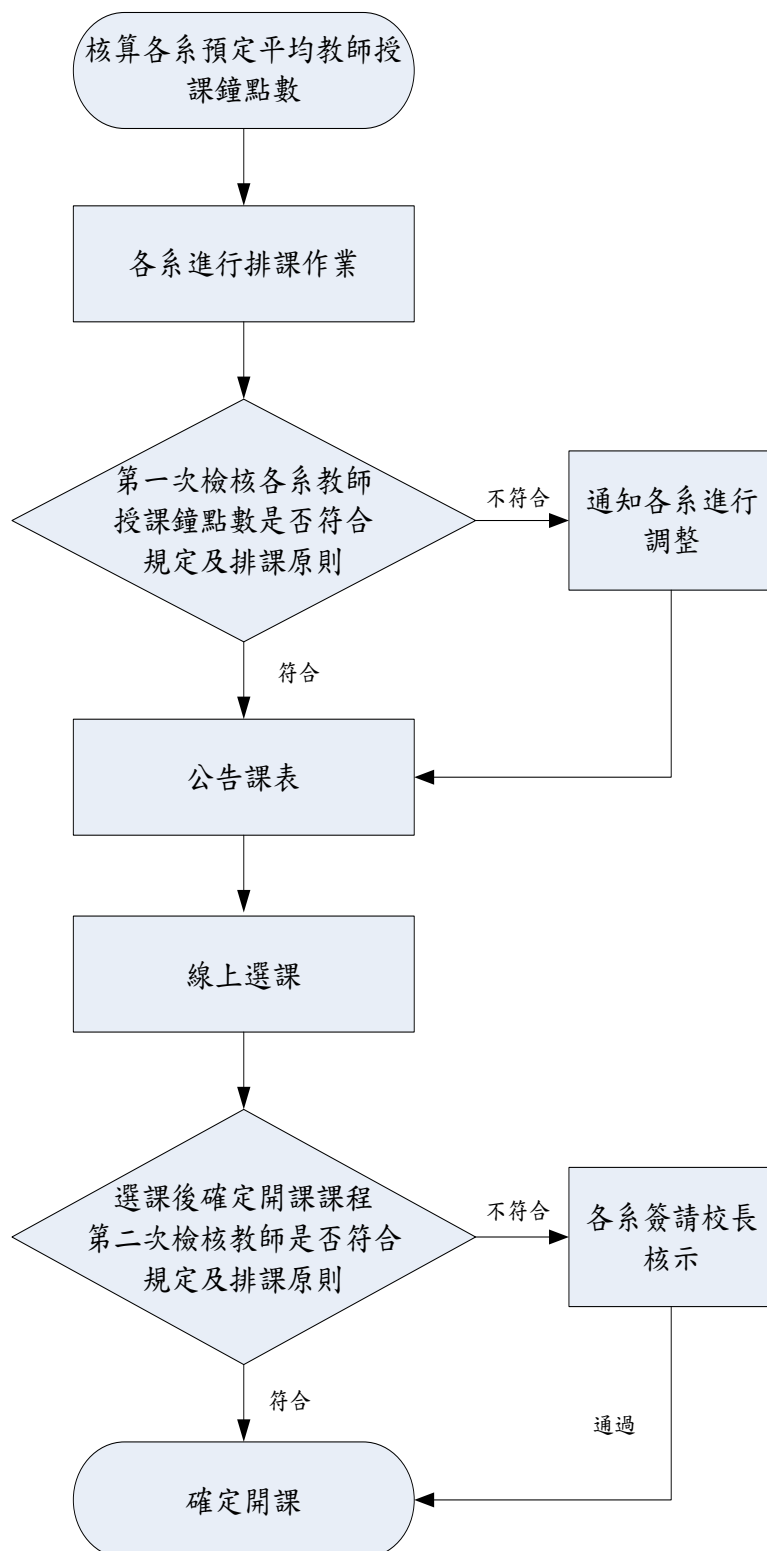 核算各系預定平均教師授
課鐘點數
各系進行排課作業
第一次檢核各系教師
授課鐘點數是否符合
規定及排課原則
不符合
通知各系進行
調整
符合
公告課表
線上選課
選課後確定開課課程
第二次檢核教師是否符合
規定及排課原則
不符合
各系簽請校長
核示
符合
通過
確定開課